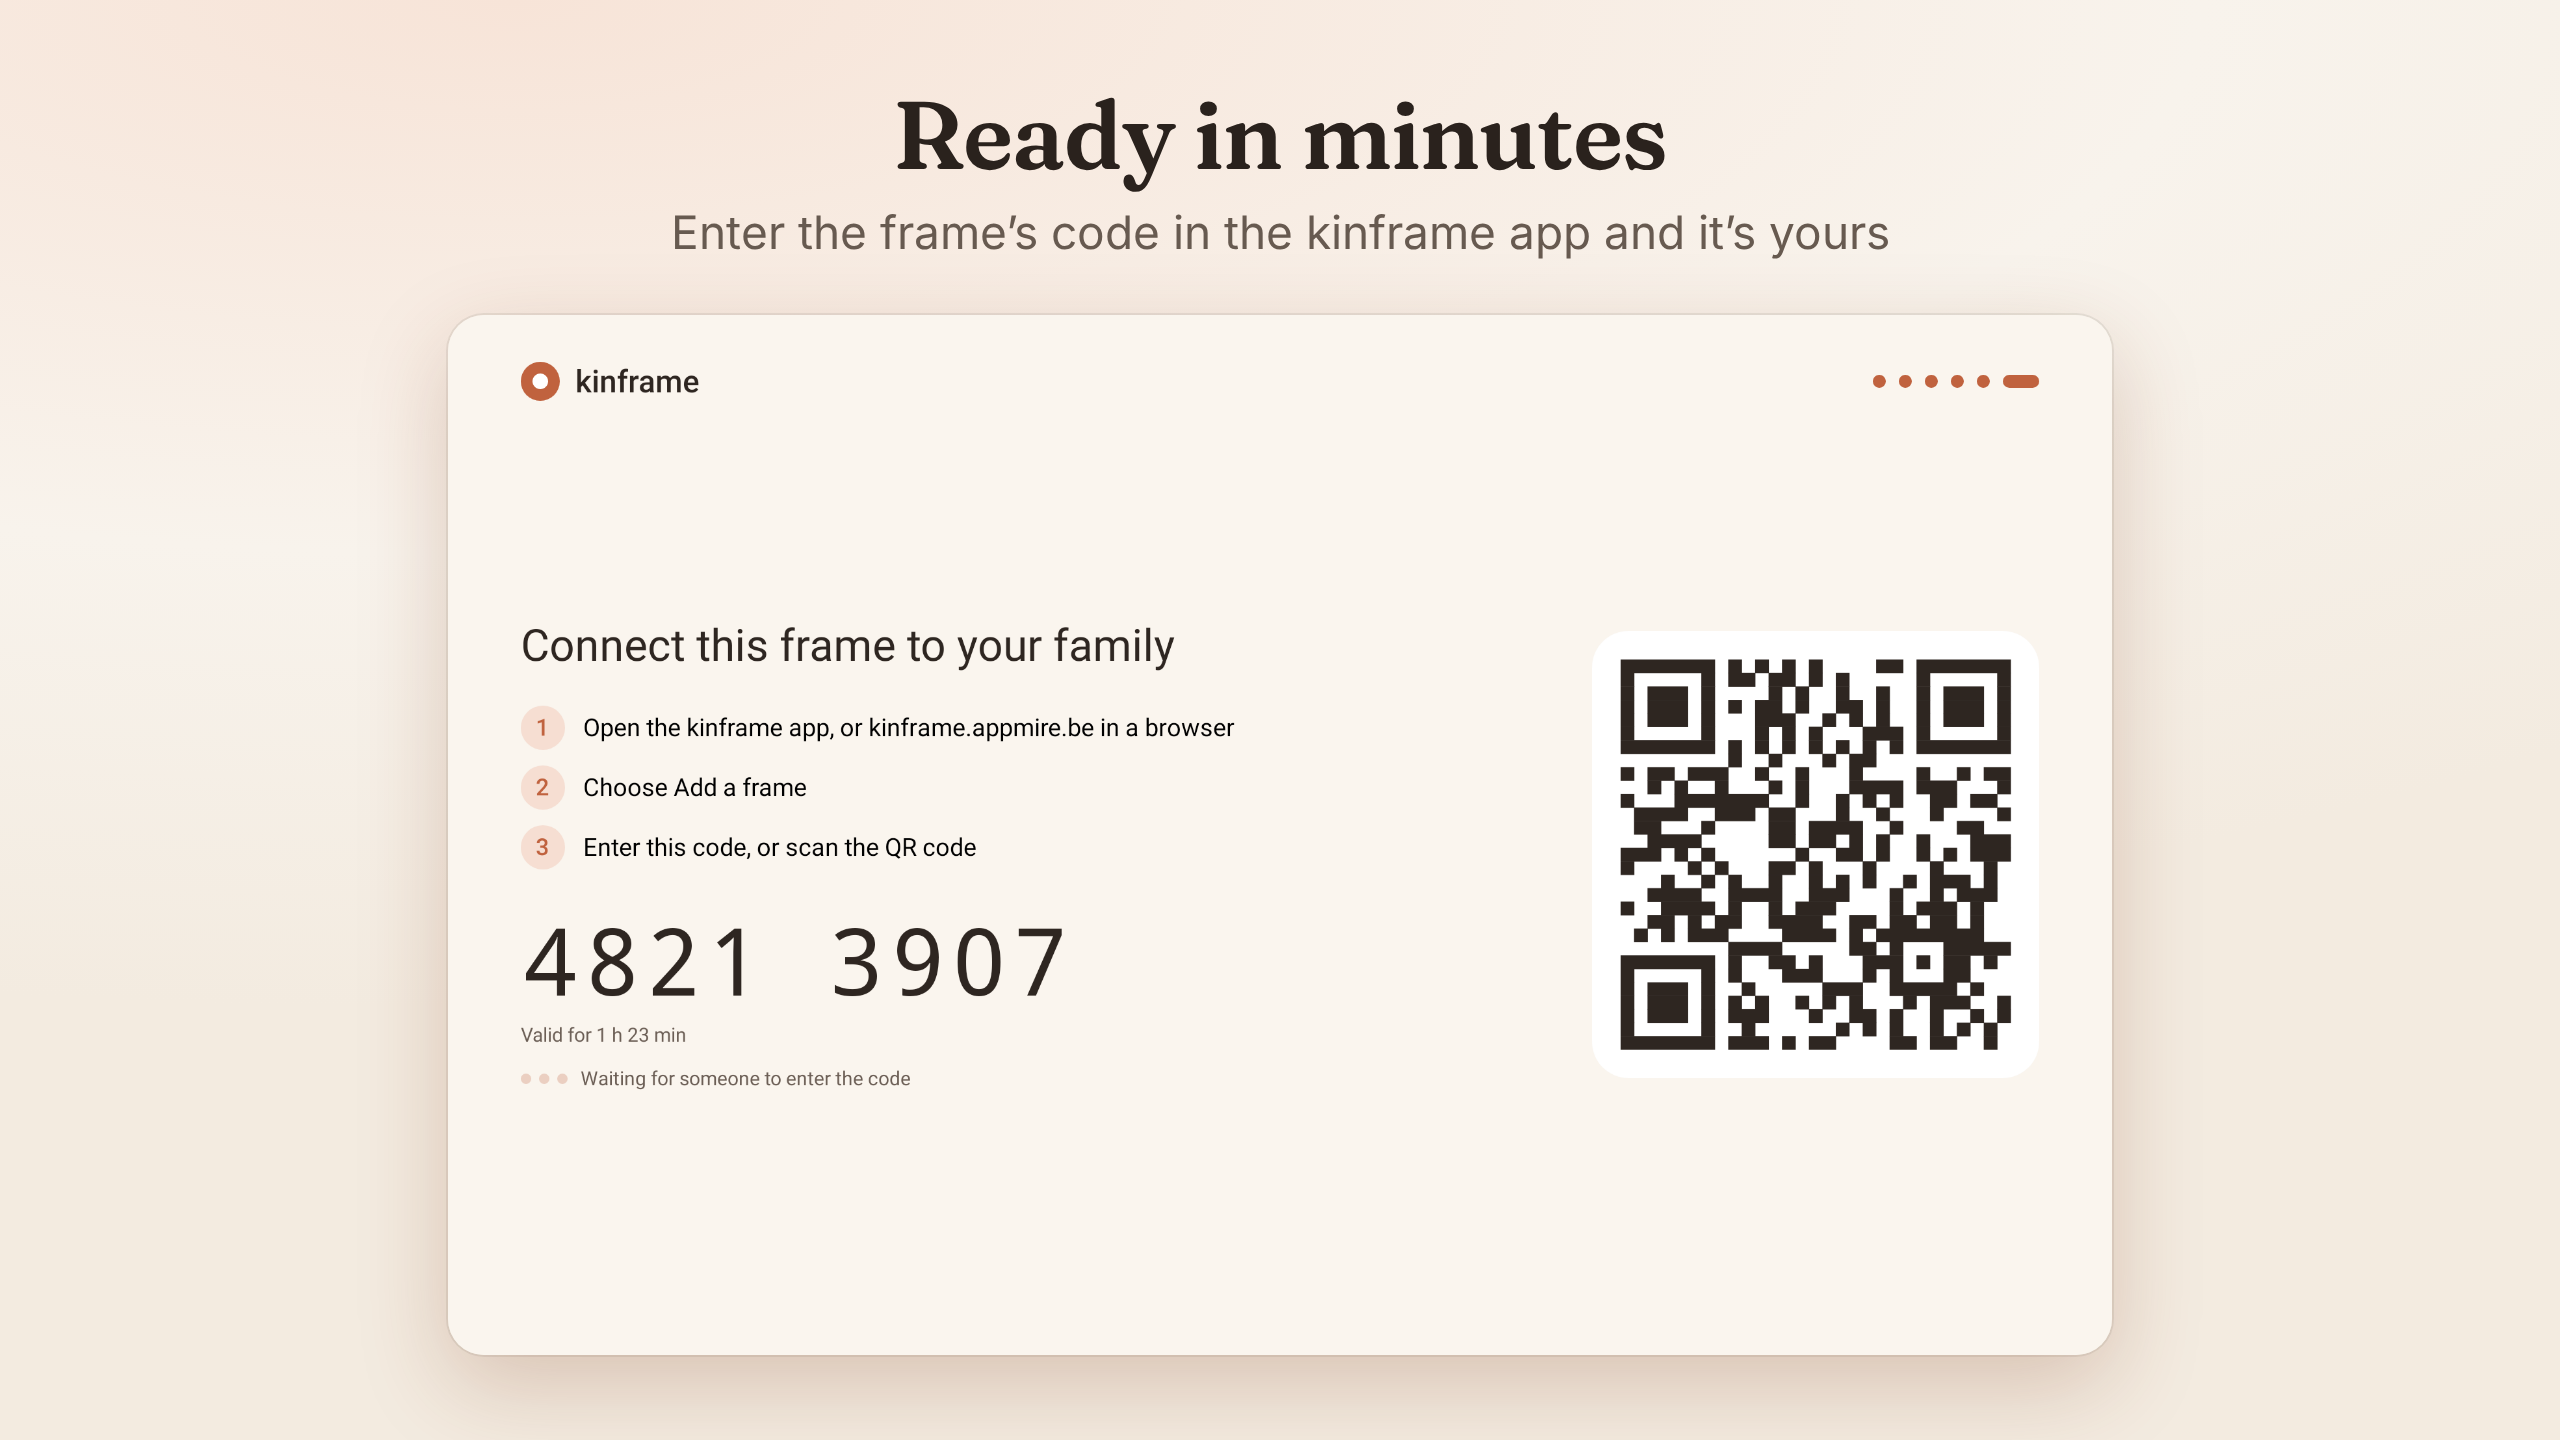 Ready in minutes
Enter the frame’s code in the kinframe app and it’s yours
kinframe
Connect this frame to your family
1 Open the kinframe app, or kinframe.appmire.be in a browser
2 Choose Add a frame
3 Enter this code, or scan the QR code
4821 3907
Valid for 1 h 23 min
Waiting for someone to enter the code